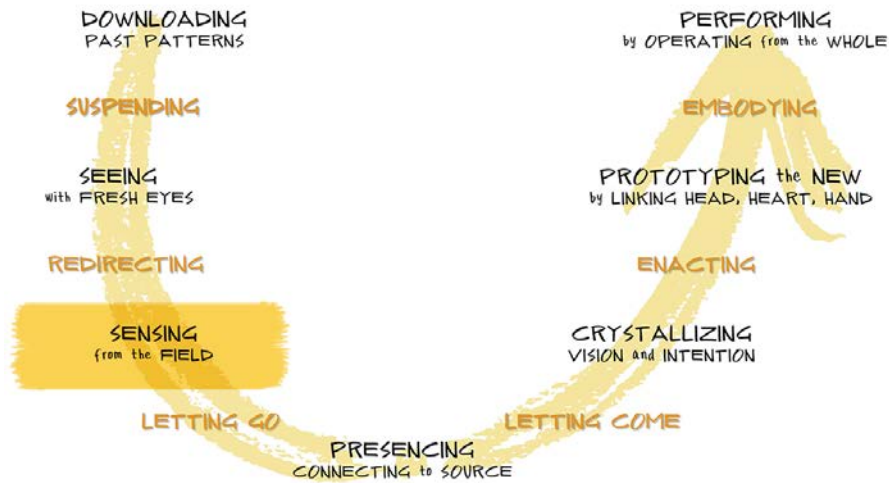 DOWNLOADING
PAST PATTERNS
SUSPENDING
SEEING
with FRESH EYES
REDIRECTING
SENSING
from the FIELD
LETTING GO
PRESENCING
CONNECTING to SOURCE
LETTING COME
CRYSTALLIZING
VISION and INTENTION
ENACTING
PROTOTYPING the NEW
by LINKING HEAD, HEART, HAND
EMBODYING
PERFORMING
by OPERATING from the WHOLE